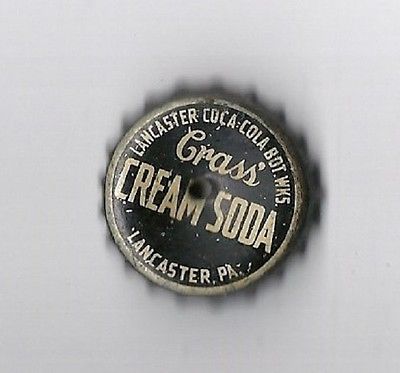 LANCASTER COCA-COLA BOT. WKS.
Crass'
CREAM SODA
LANCASTER, PA.